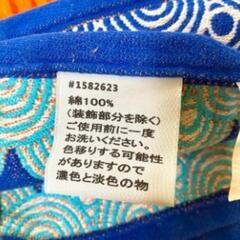 #1582623
綿100%
(装飾部分を除く)
ご使用前に一度
お洗いください。
色移りする可能性
がありますので
濃色と淡色の物